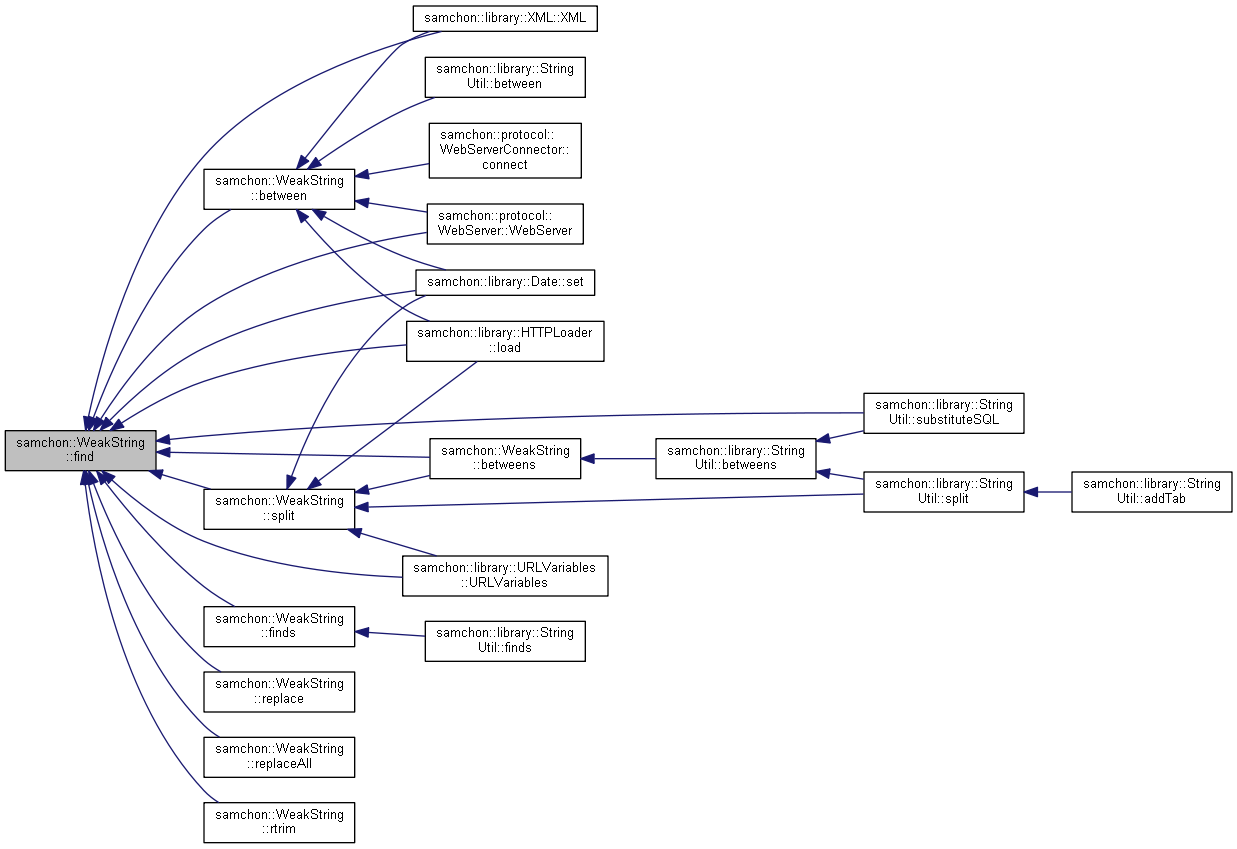 samchon::library::XML::XML
samchon::library::String
Util::between
samchon::protocol::
WebServerConnector::
connect
samchon::WeakString
::between
samchon::protocol::
WebServer::WebServer
samchon::library::Date::set
samchon::library::HTTPLoader
::load
samchon::library::String
Util::substituteSQL
samchon::WeakString
::find
samchon::WeakString
::betweens
samchon::library::String
Util::betweens
samchon::library::String
Util::split
samchon::library::String
Util::addTab
samchon::WeakString
::split
samchon::library::URLVariables
::URLVariables
samchon::WeakString
::finds
samchon::library::String
Util::finds
samchon::WeakString
::replace
samchon::WeakString
::replaceAll
samchon::WeakString
::rtrim